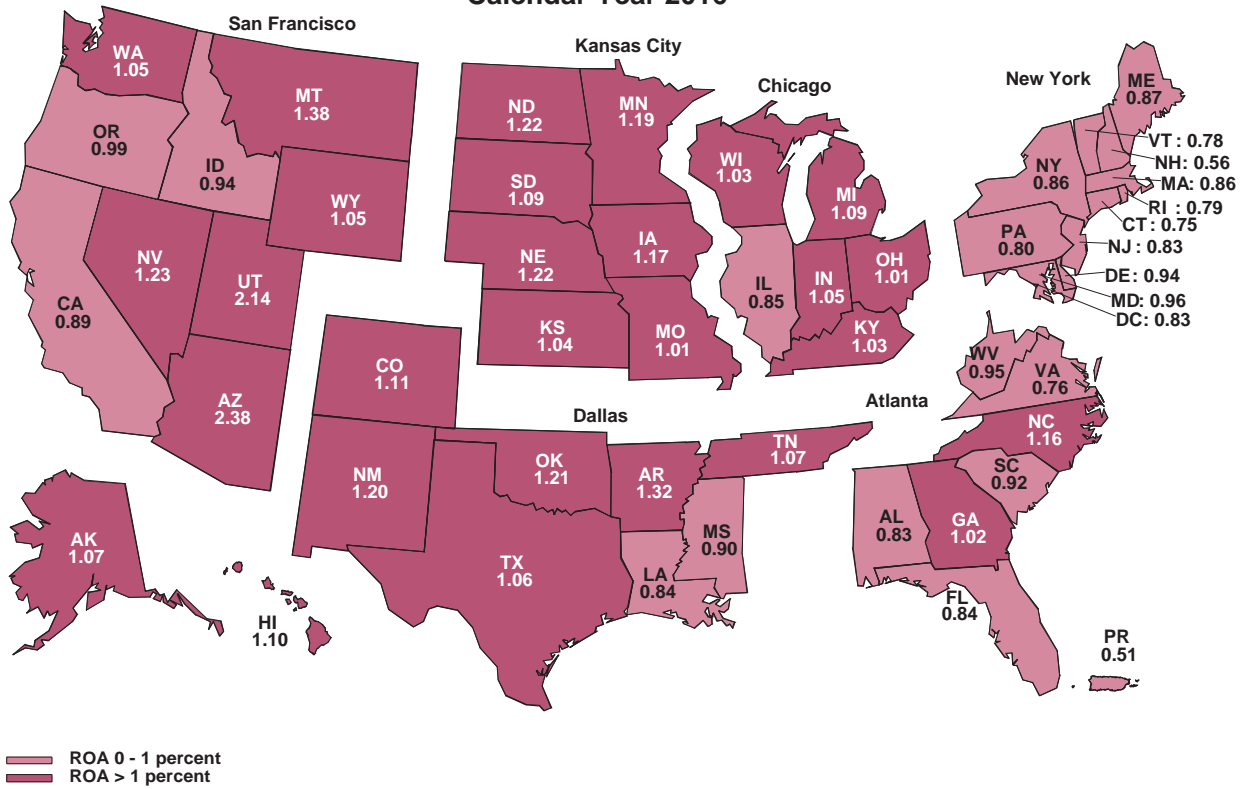 San Francisco
Kansas City
Chicago
New York
WA
1.05
MT
1.38
OR
0.99
ID
0.94
WY
1.05
NV
1.23
UT
2.14
CA
0.89
AZ
2.38
AK
1.07
HI
1.10
ND
1.22
MN
1.19
SD
1.09
NE
1.22
IA
1.17
KS
1.04
MO
1.01
WI
1.03
MI
1.09
IL
0.85
IN
1.05
OH
1.01
KY
1.03
ME
0.87
VT : 0.78
NH: 0.56
MA: 0.86
RI : 0.79
CT : 0.75
NJ : 0.83
DE: 0.94
MD: 0.96
DC: 0.83
NY
0.86
PA
0.80
Dallas
CO
1.11
NM
1.20
OK
1.21
AR
1.32
TX
1.06
LA
0.84
MS
0.90
TN
1.07
Atlanta
WV
0.95
VA
0.76
NC
1.16
SC
0.92
AL
0.83
GA
1.02
FL
0.84
PR
0.51
ROA 0 - 1 percent
ROA > 1 percent